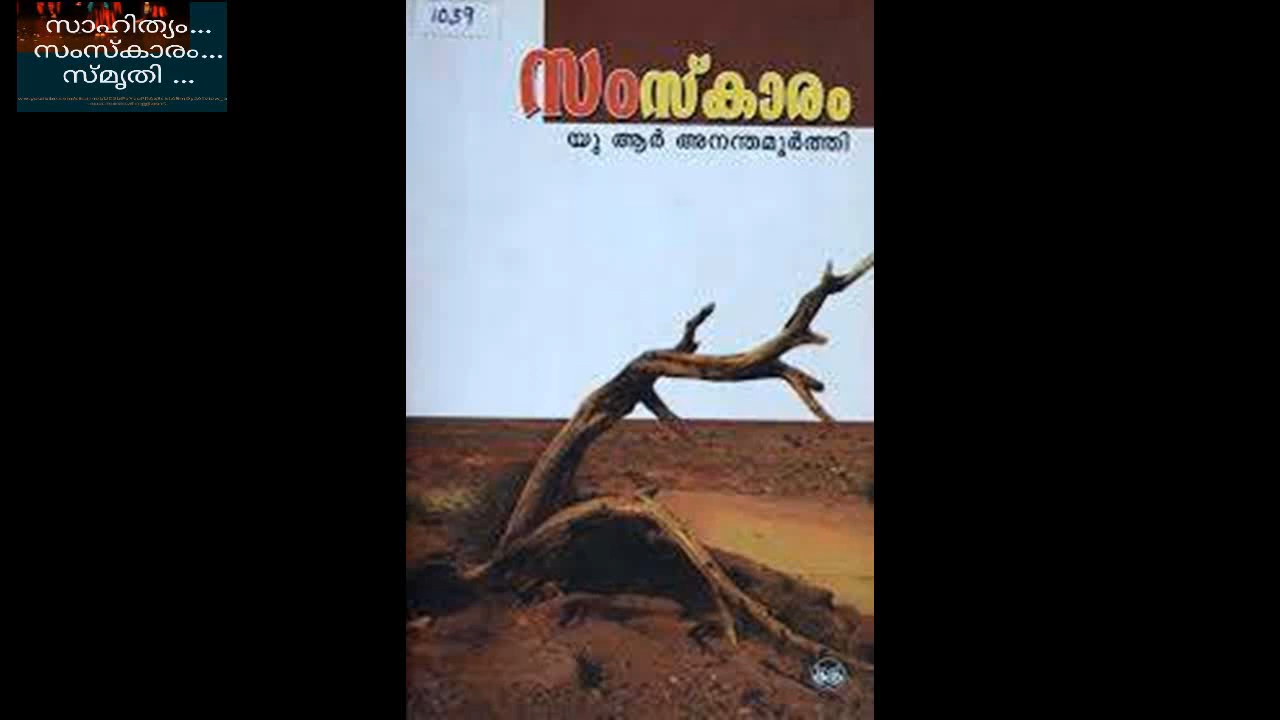 സാഹിത്യം...
സംസ്കാരം...
സ്മൃതി ...
1059
സംസ്കാരം
യു ആർ അനന്തമൂർത്തി